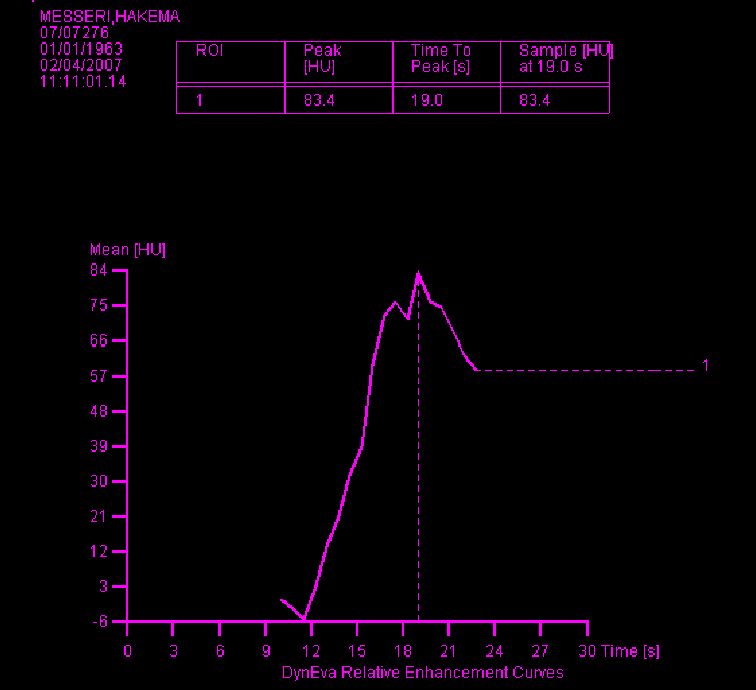 MESSERI,HAKEMA
07/07276
01/01/1963
02/04/2007
11:11:01.14
ROI Peak [HU] Time To Peak [s] Sample [HU] at 19.0 s
1 83.4 19.0 83.4
Mean [HU]
84
75
66
57
1
48
39
30
21
12
3
-6
0 3 6 9 12 15 18 21 24 27 30 Time [s]
DynEva Relative Enhancement Curves